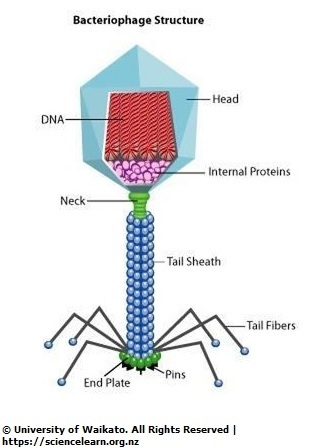 Bacteriophage Structure
Head
DNA
Internal Proteins
Neck
Tail Sheath
Tail Fibers
End Plate
Pins
© University of Waikato. All Rights Reserved |
https://sciencelearn.org.nz